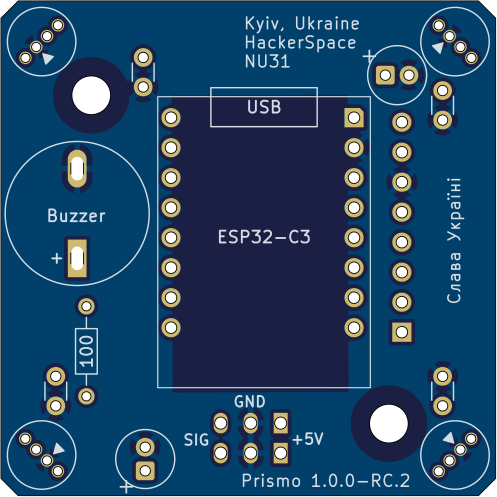 Kyiv, Ukraine
HackerSpace
NU31
+
USB
Buzzer
+
ESP32-C3
Слава Україні
100
GND
SIG
+5V
+
Prismo 1.0.0-RC.2